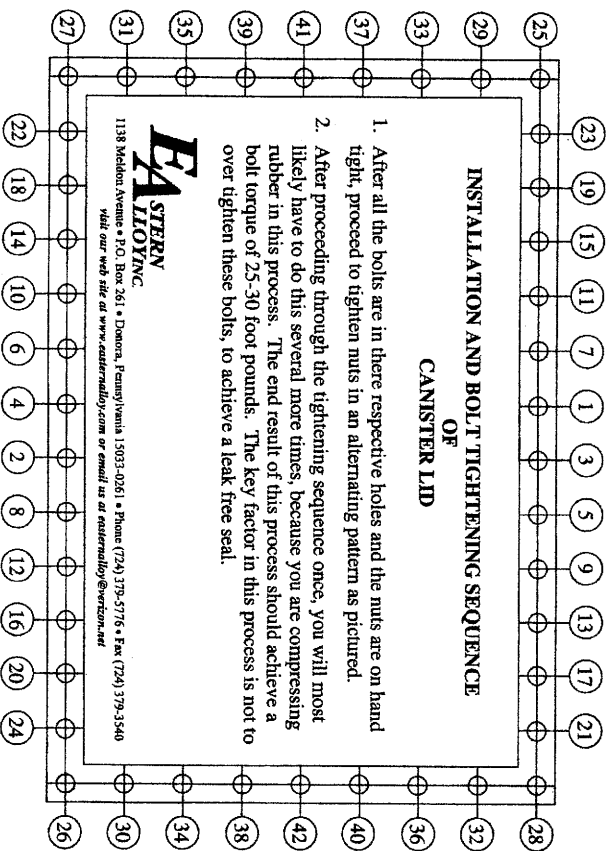 23 19 15 11 7 1 3 5 9 13 17 21
25 28
29 32
33 36
37 40
41 42
39 38
35 34
31 30
27 26
INSTALLATION AND BOLT TIGHTENING SEQUENCE
OF
CANISTER LID
1. After all the bolts are in there respective holes and the nuts are on hand
tight, proceed to tighten nuts in an alternating pattern as pictured.
2. After proceeding through the tightening sequence once, you will most
likely have to do this several more times, because you are compressing
rubber in this process. The end result of this process should achieve a
bolt torque of 25-30 foot pounds. The key factor in this process is not to
over tighten these bolts, to achieve a leak free seal.
EASTERN
ALLOY INC.
1138 Meldon Avenue • P.O. Box 261 • Donora, Pennsylvania 15033-0261 • Phone (724) 379-5776 • Fax (724) 379-3540
visit our web site at www.easternalloy.com or email us at easternalloy@verizon.net
22 18 14 10 6 4 2 8 12 16 20 24